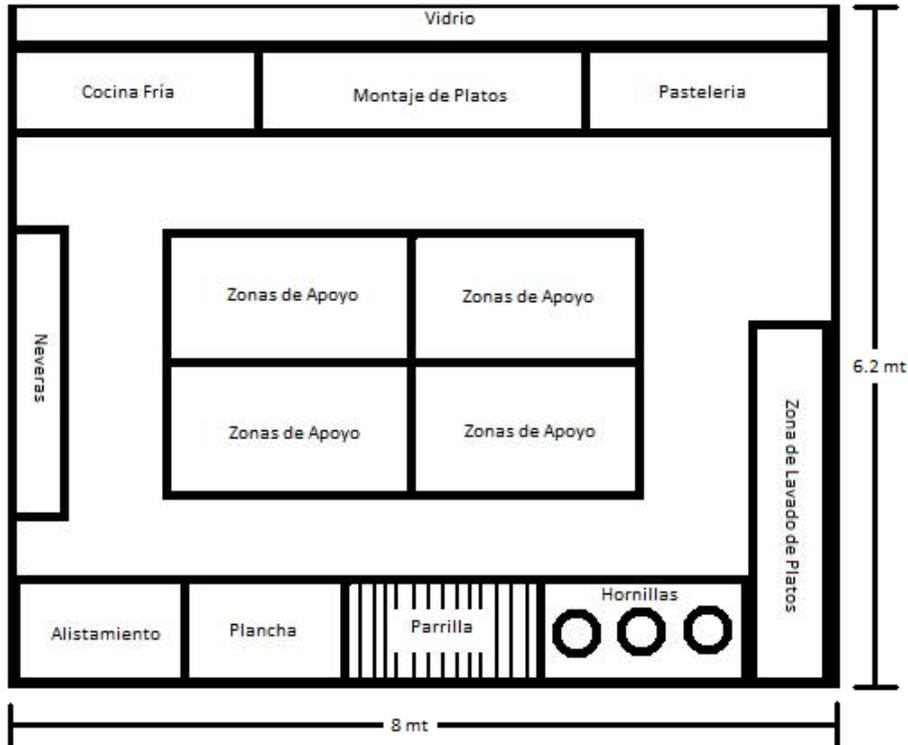 Vidrio
Cocina Fría
Montaje de Platos
Pasteleria
Zonas de Apoyo
Zonas de Apoyo
Neveras
6.2 mt
Zonas de Apoyo
Zonas de Apoyo
Zona de Lavado de Platos
Alistamiento
Plancha
Parrilla
Hornillas
8 mt